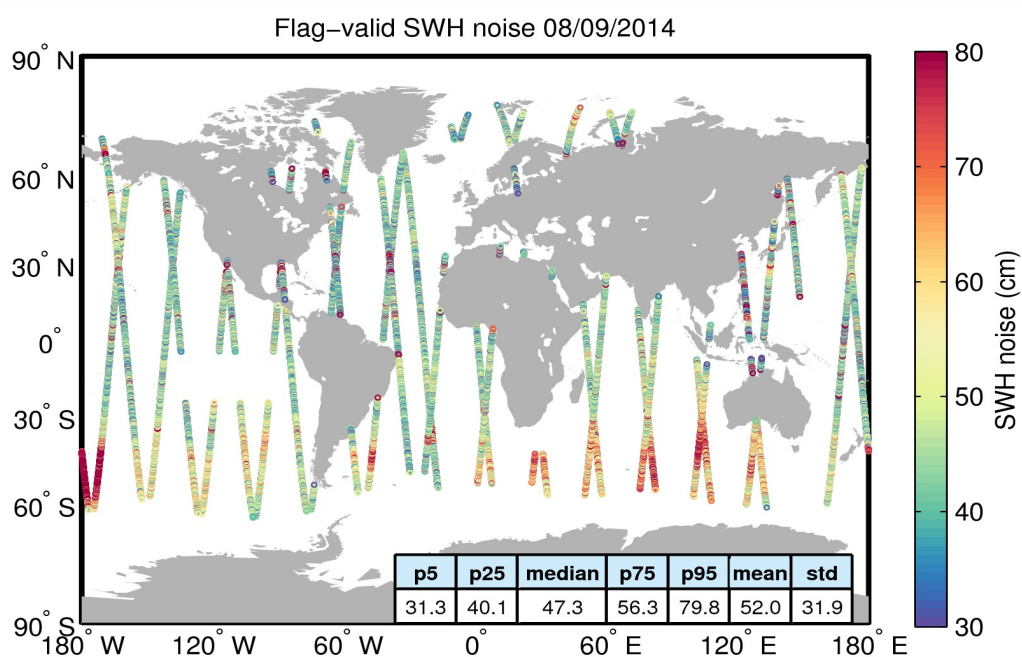 Flag−valid SWH noise 08/09/2014
90° N
60° N
30° N
0°
30° S
60° S
90° S
180° W
120° W
60° W
0°
60° E
120° E
180° E
80
70
60
50
40
30
SWH noise (cm)
p5 p25 median p75 p95 mean std
31.3 40.1 47.3 56.3 79.8 52.0 31.9